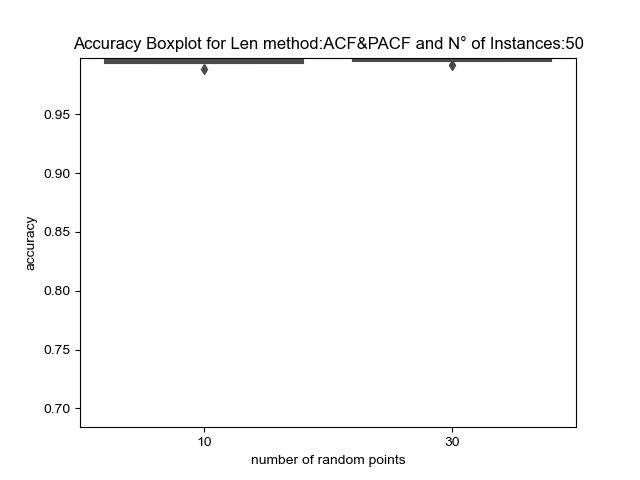 Accuracy Boxplot for Len method:ACF&PACF and N° of Instances:50
0.95
0.90
0.85
0.80
0.75
0.70
accuracy
10 30
number of random points